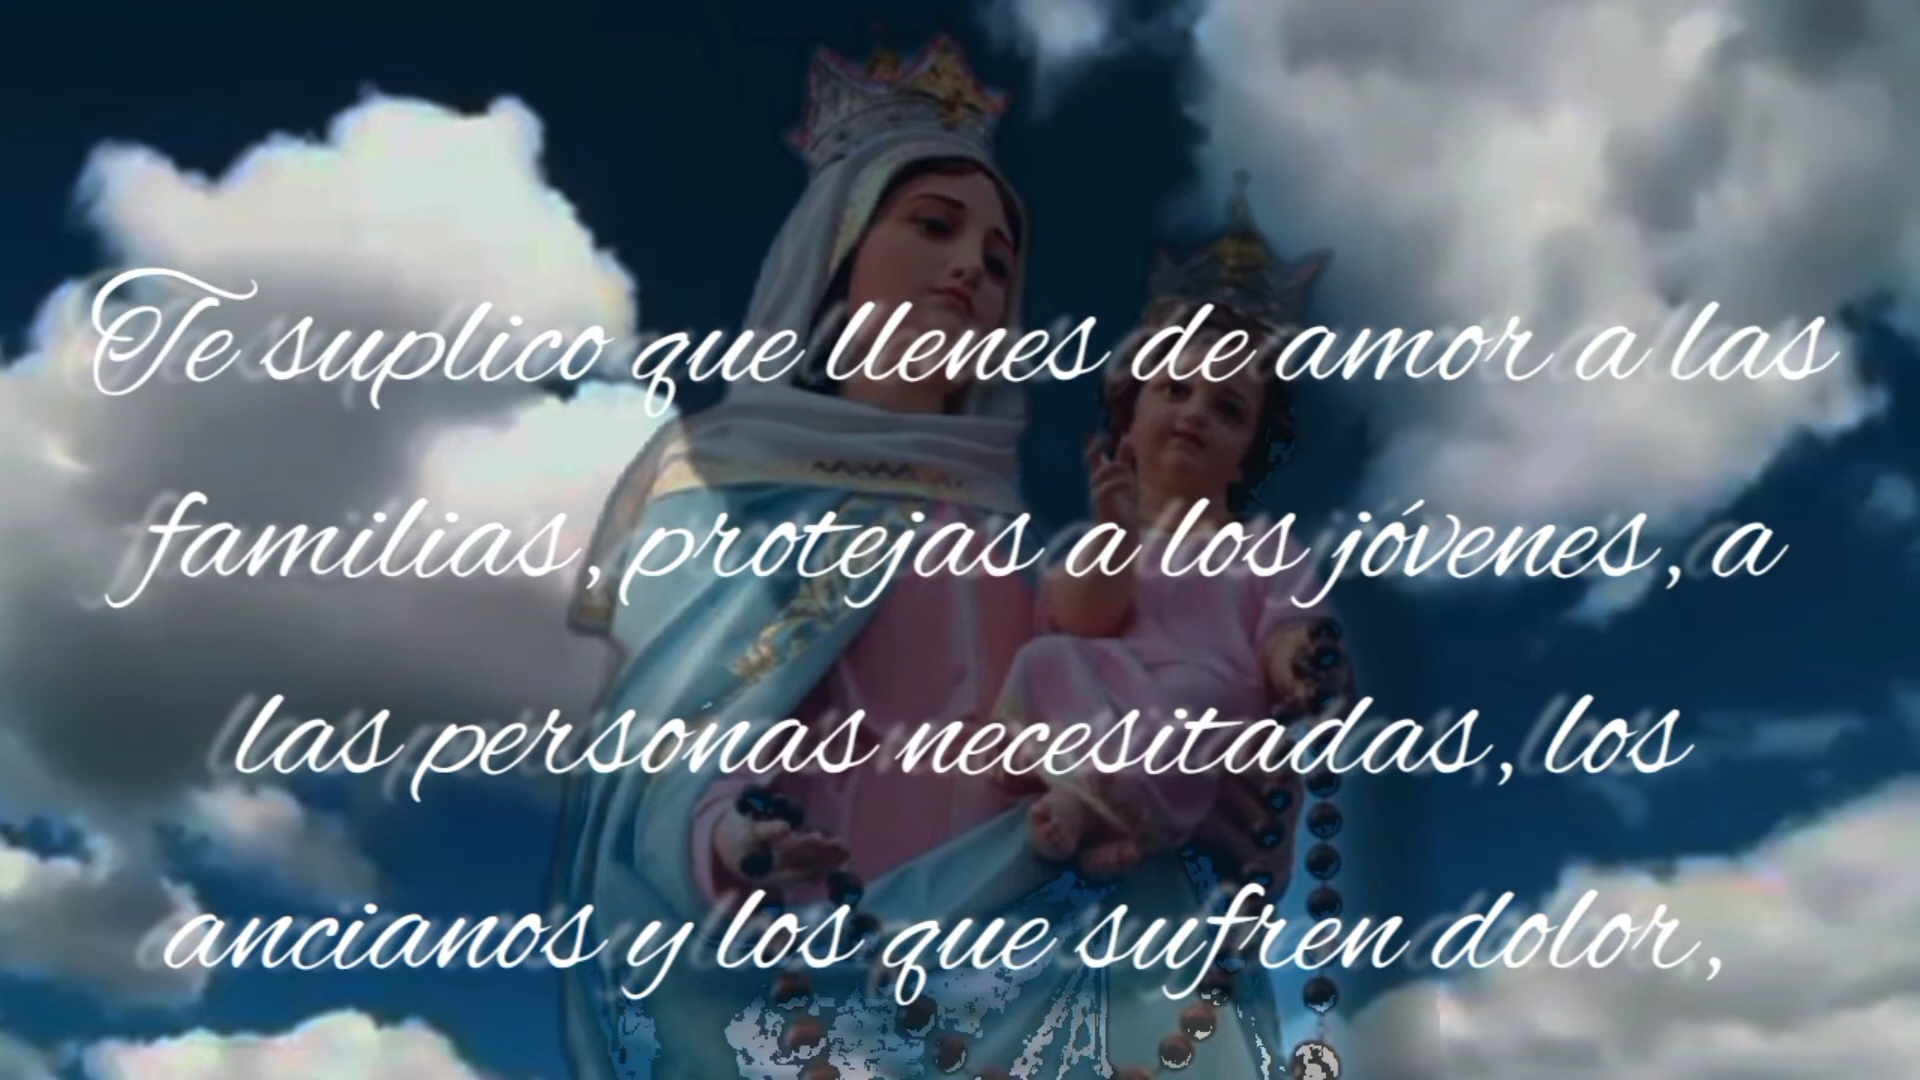 Te suplico que llenes de amor a las
familias, protejas a los jóvenes, a
las personas necesitadas, los
ancianos y los que sufren dolor,